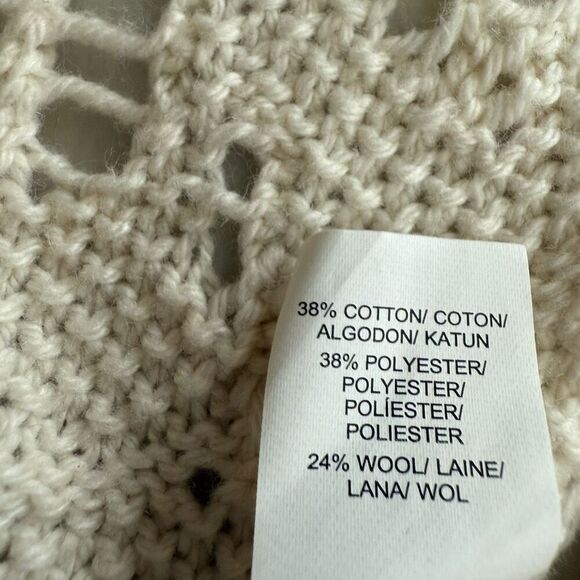 38% COTTON/ COTON/
ALGODON/ KATUN
38% POLYESTER/
POLYESTER/
POLÍESTER/
POLIESTER
24% WOOL/ LAINE/
LANA/ WOL